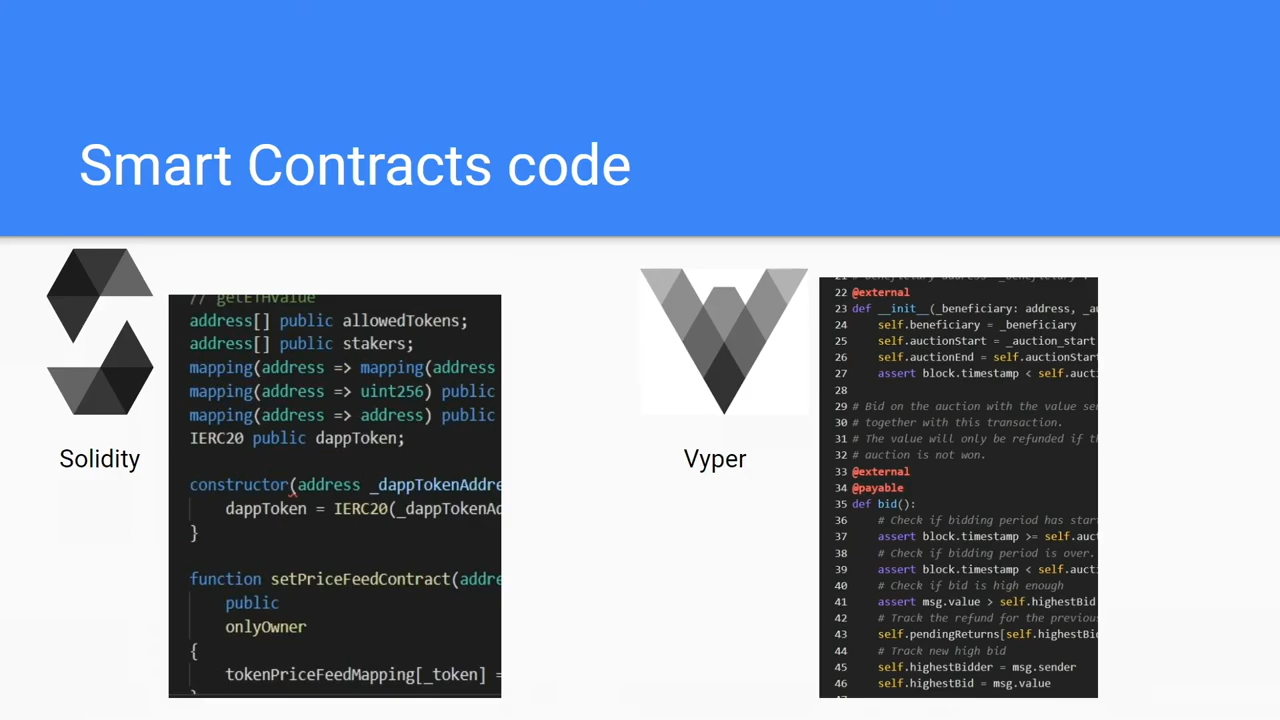 Smart Contracts code
Solidity
// getETHValue
address[] public allowedTokens;
address[] public stakers;
mapping(address => mapping(address
mapping(address => uint256) public
mapping(address => address) public
IERC20 public dappToken;
constructor(address _dappTokenAddre
dappToken = IERC20(_dappTokenAd
}
function setPriceFeedContract(addre
public
onlyOwner
{
tokenPriceFeedMapping[_token] =
}
Vyper
22 @external
23 def __init__(_beneficiary: address, _au
24 self.beneficiary = _beneficiary
25 self.auctionStart = _auction_start
26 self.auctionEnd = self.auctionStar
27 assert block.timestamp < self.aucti
28
29 # Bid on the auction with the value sen
30 # together with this transaction.
31 # The value will only be refunded if th
32 # auction is not won.
33 @external
34 @payable
35 def bid():
36 # Check if bidding period has star
37 assert block.timestamp >= self.auct
38 # Check if bidding period is over.
39 assert block.timestamp < self.aucti
40 # Check if bid is high enough
41 assert msg.value > self.highestBid
42 # Track the refund for the previou
43 self.pendingReturns[self.highestBi
44 # Track new high bid
45 self.highestBidder = msg.sender
46 self.highestBid = msg.value